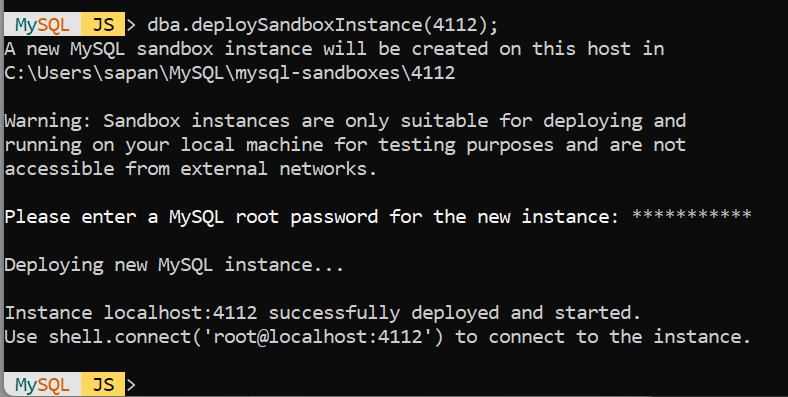 MySQL JS> dba.deploySandboxInstance(4112);
A new MySQL sandbox instance will be created on this host in
C:\Users\sapan\MySQL\mysql-sandboxes\4112
Warning: Sandbox instances are only suitable for deploying and
running on your local machine for testing purposes and are not
accessible from external networks.
Please enter a MySQL root password for the new instance: ***********
Deploying new MySQL instance...
Instance localhost:4112 successfully deployed and started.
Use shell.connect('root@localhost:4112') to connect to the instance.
MySQL JS>